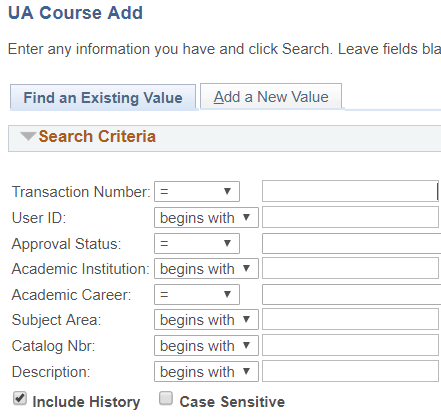 UA Course Add
Enter any information you have and click Search. Leave fields
Find an Existing Value
Add a New Value
Search Criteria
Transaction Number: =
User ID: begins with
Approval Status: =
Academic Institution: begins with
Academic Career: =
Subject Area: begins with
Catalog Nbr: begins with
Description: begins with
Include History Case Sensitive